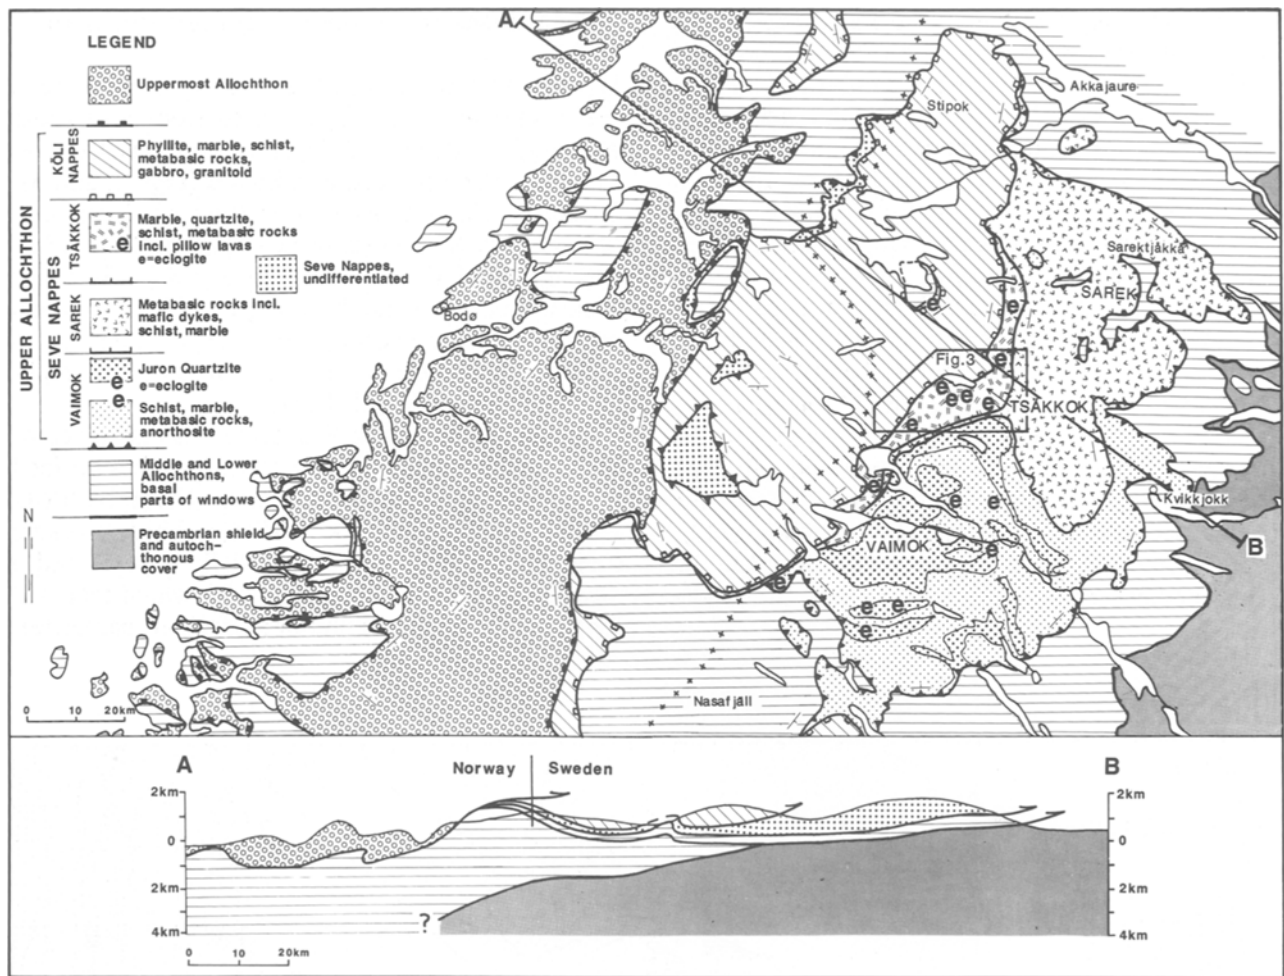 LEGEND
Uppermost Allochthon
UPPER ALLOCHTHON
KÖLI
NAPPES
Phyllite, marble, schist,
metabasic rocks,
gabbro, granitoid
SEVE NAPPES
TSÄKKOK
Marble, quartzite,
schist, metabasic rocks
incl. pillow lavas
e=eclogite
e
Seve Nappes,
undifferentiated
SAREK
Metabasic rocks incl.
mafic dykes,
schist, marble
VAIMOK
Juron Quartzite
e=eclogite
e
e
Schist, marble,
metabasic rocks,
anorthosite
Middle and Lower
Allochthons,
basal
parts of windows
Precambrian shield
and autoch-
thonous
cover
N
0 10 20km
A
Stipok
Akkajaure
Sarektjåkkå
SAREK
Bodø
e
e
Fig.3
e
e
e
e
e
e
TSÄKKOK
e
e
e
e
Kvikkjokk
B
VAIMOK
e
e
e
e
e
Nasafjäll
A
Norway
Sweden
B
2km
0
2km
4km
?
2km
0
2km
4km
0 10 20km